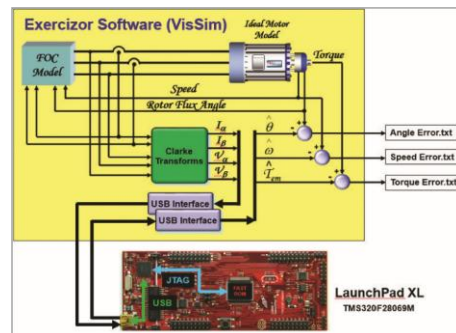 Exercizor Software (VisSim)
Ideal Motor
Model
FOC
Model
Torque
Speed
Rotor Flux Angle
Clarke
Transforms
Iα
Iβ
Vα
Vβ
θ̂
ω̂
T̂em
Angle Error.txt
Speed Error.txt
Torque Error.txt
USB Interface
USB Interface
JTAG
USB
FAST
ROM
LaunchPad XL
TMS320F28069M